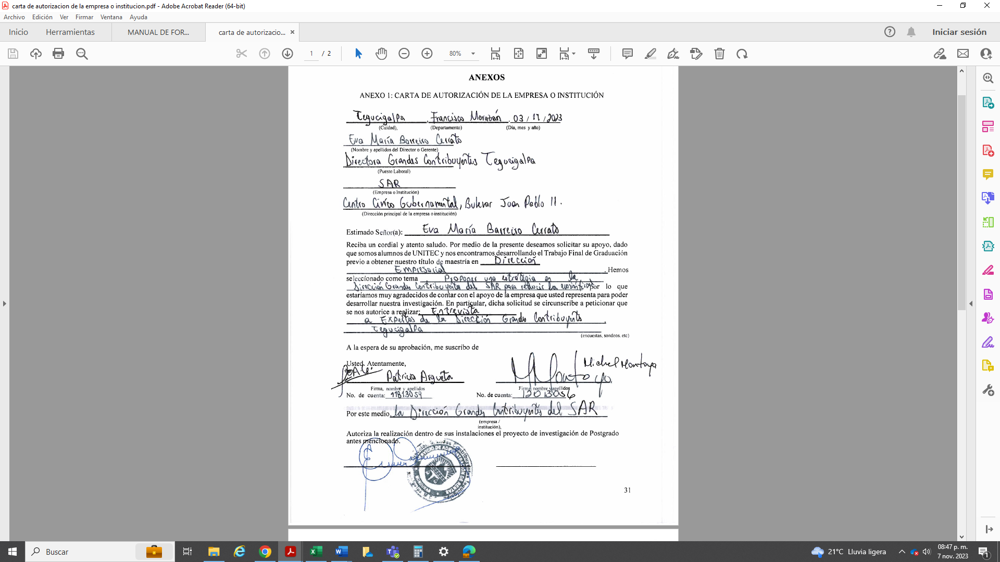 carta de autorizacion de la empresa o institucion.pdf - Adobe Acrobat Reader (64-bit)
Archivo Edición Ver Firmar Ventana Ayuda
Inicio Herramientas MANUAL DE FOR... carta de autorizacio... Iniciar sesión
1 / 2 80%
ANEXOS
ANEXO 1: CARTA DE AUTORIZACIÓN DE LA EMPRESA O INSTITUCIÓN
Tegucigalpa, Francisco Morazán, 03 / 11 / 2023
(Cuidad), (Departamento) (Día, mes y año)
Eva María Barreiro Cerrato
(Nombre y apellidos del Director o Gerente)
Directora Grandes Contribuyentes Tegucigalpa
(Puesto Laboral)
SAR
(Empresa o Institución)
Centro Cívico Gubernamental, Bulevar Juan Pablo II.
(Dirección principal de la empresa o institución)
Estimado Señor(a): Eva María Barreiro Cerrato
Reciba un cordial y atento saludo. Por medio de la presente deseamos solicitar su apoyo, dado
que somos alumnos de UNITEC y nos encontramos desarrollando el Trabajo Final de Graduación
previo a obtener nuestro título de maestría en Dirección
Empresarial. Hemos
seleccionado como tema Proponer una estrategia en la
Dirección Grandes Contribuyentes del SAR para reducir la por lo que
estaríamos muy agradecidos de contar con el apoyo de la empresa que usted representa para poder
desarrollar nuestra investigación. En particular, dicha solicitud se circunscribe a peticionar que
se nos autorice a realizar: Entrevista
a Expertos de la Dirección Grandes Contribuyentes
Tegucigalpa
(encuestas, sondeos, etc)
A la espera de su aprobación, me suscribo de
Usted, Atentamente,
Patricia Argueta Michel Montoya
Firma, nombre y apellidos Firma, nombre y apellidos
No. de cuenta: 11813059 No. de cuenta: 12013056
Por este medio, la Dirección Grandes Contribuyentes del SAR
(empresa /
institución),
Autoriza la realización dentro de sus instalaciones el proyecto de investigación de Postgrado
antes mencionado.
31
Buscar
21°C Lluvia ligera
08:47 p. m.
7 nov. 2023
1